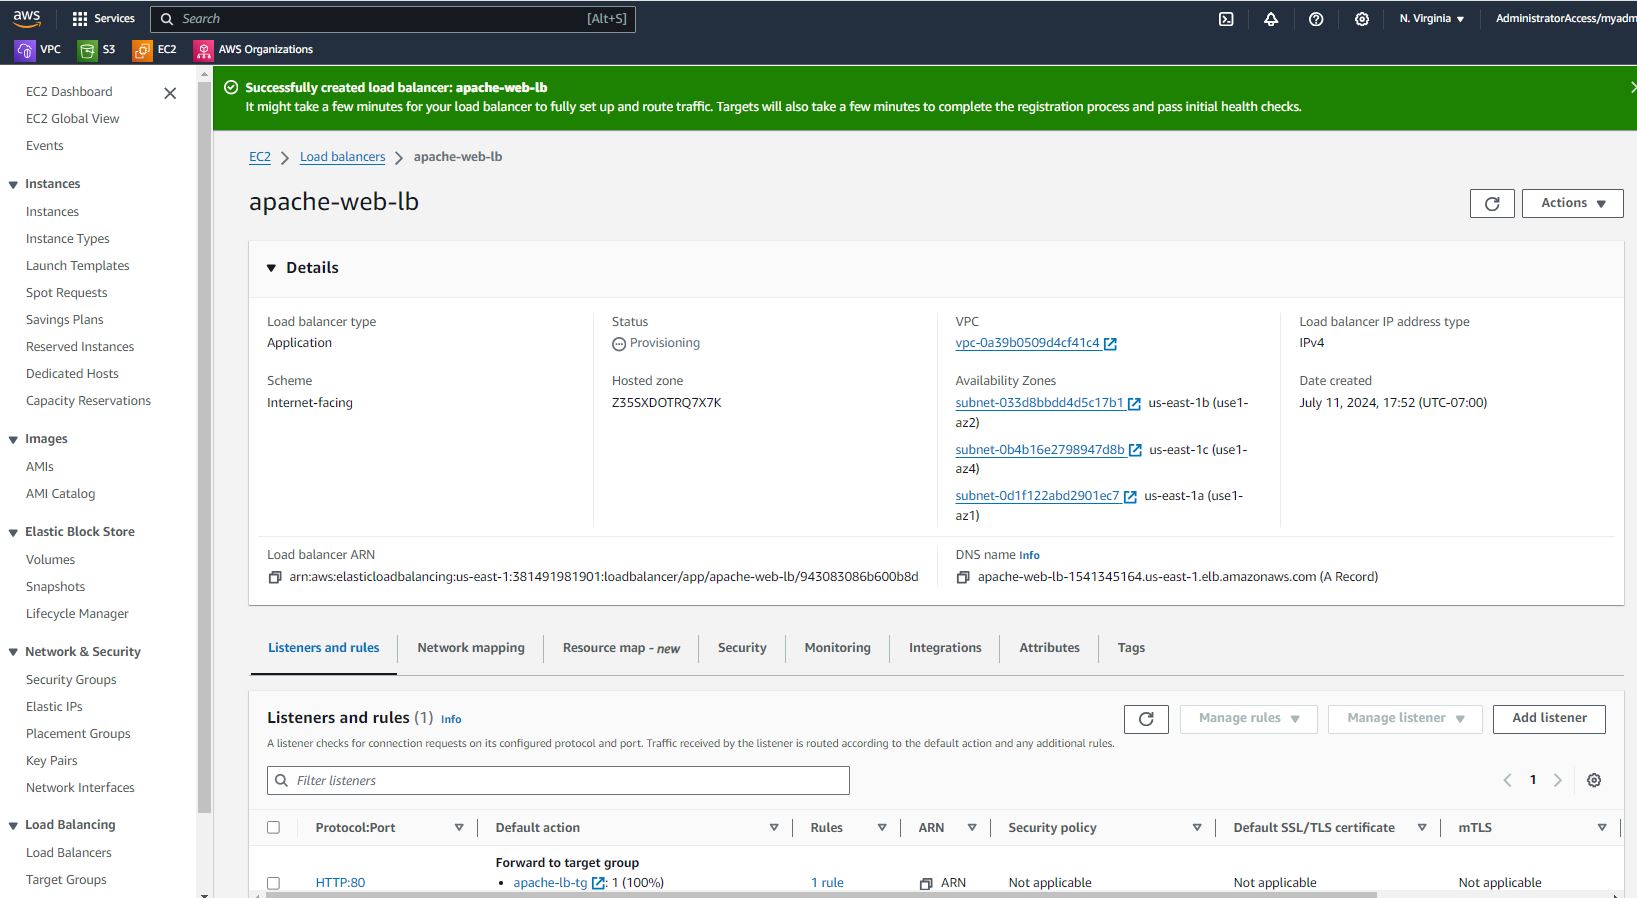 aws
Services
Search
[Alt+S]
N. Virginia
AdministratorAccess/myadm
VPC
S3
EC2
AWS Organizations
EC2 Dashboard
EC2 Global View
Events
Instances
Instances
Instance Types
Launch Templates
Spot Requests
Savings Plans
Reserved Instances
Dedicated Hosts
Capacity Reservations
Images
AMIs
AMI Catalog
Elastic Block Store
Volumes
Snapshots
Lifecycle Manager
Network & Security
Security Groups
Elastic IPs
Placement Groups
Key Pairs
Network Interfaces
Load Balancing
Load Balancers
Target Groups
Successfully created load balancer: apache-web-lb
It might take a few minutes for your load balancer to fully set up and route traffic. Targets will also take a few minutes to complete the registration process and pass initial health checks.
EC2
Load balancers
apache-web-lb
apache-web-lb
Actions
Details
Load balancer type
Application
Status
Provisioning
VPC
vpc-0a39b0509d4cf41c4
Load balancer IP address type
IPv4
Scheme
Internet-facing
Hosted zone
Z35SXDOTRQ7X7K
Availability Zones
subnet-033d8bbdd4d5c17b1 us-east-1b (use1-
az2)
subnet-0b4b16e2798947d8b us-east-1c (use1-
az4)
subnet-0d1f122abd2901ec7 us-east-1a (use1-
az1)
Date created
July 11, 2024, 17:52 (UTC-07:00)
Load balancer ARN
arn:aws:elasticloadbalancing:us-east-1:381491981901:loadbalancer/app/apache-web-lb/943083086b600b8d
DNS name Info
apache-web-lb-1541345164.us-east-1.elb.amazonaws.com (A Record)
Listeners and rules
Network mapping
Resource map - new
Security
Monitoring
Integrations
Attributes
Tags
Listeners and rules (1) Info
Manage rules
Manage listener
Add listener
A listener checks for connection requests on its configured protocol and port. Traffic received by the listener is routed according to the default action and any additional rules.
Filter listeners
1
Protocol:Port
Default action
Rules
ARN
Security policy
Default SSL/TLS certificate
mTLS
HTTP:80
Forward to target group
• apache-lb-tg: 1 (100%)
1 rule
ARN
Not applicable
Not applicable
Not applicable